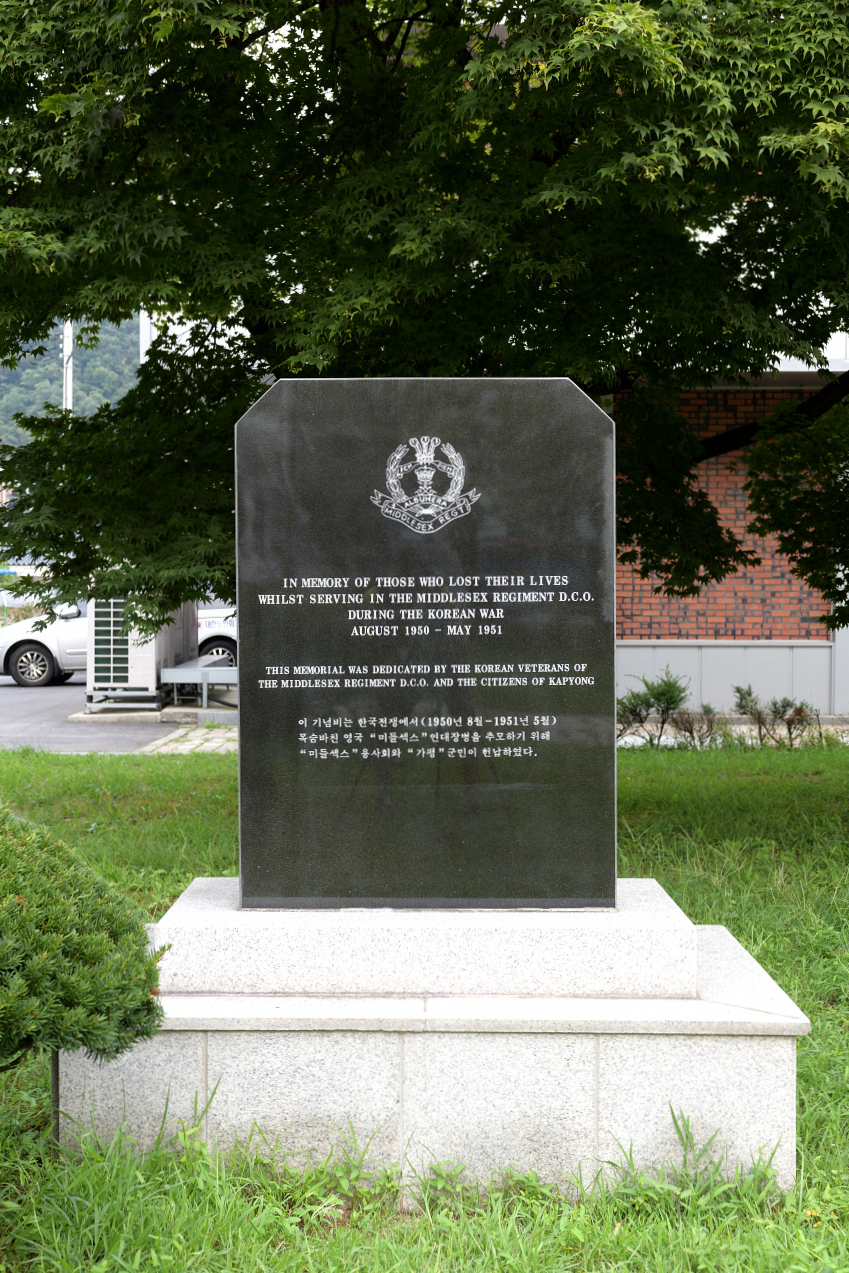 ICH DIEN
ALBUHERA
MIDDLESEX REGT
IN MEMORY OF THOSE WHO LOST THEIR LIVES
WHILST SERVING IN THE MIDDLESEX REGIMENT D.C.O.
DURING THE KOREAN WAR
AUGUST 1950 – MAY 1951
THIS MEMORIAL WAS DEDICATED BY THE KOREAN VETERANS OF
THE MIDDLESEX REGIMENT D.C.O. AND THE CITIZENS OF KAPYONG
이 기념비는 한국전쟁에서(1950년 8월-1951년 5월)
목숨바친 영국 "미들섹스"연대장병을 추모하기 위해
"미들섹스"용사회와 "가평"군민이 헌납하였다.